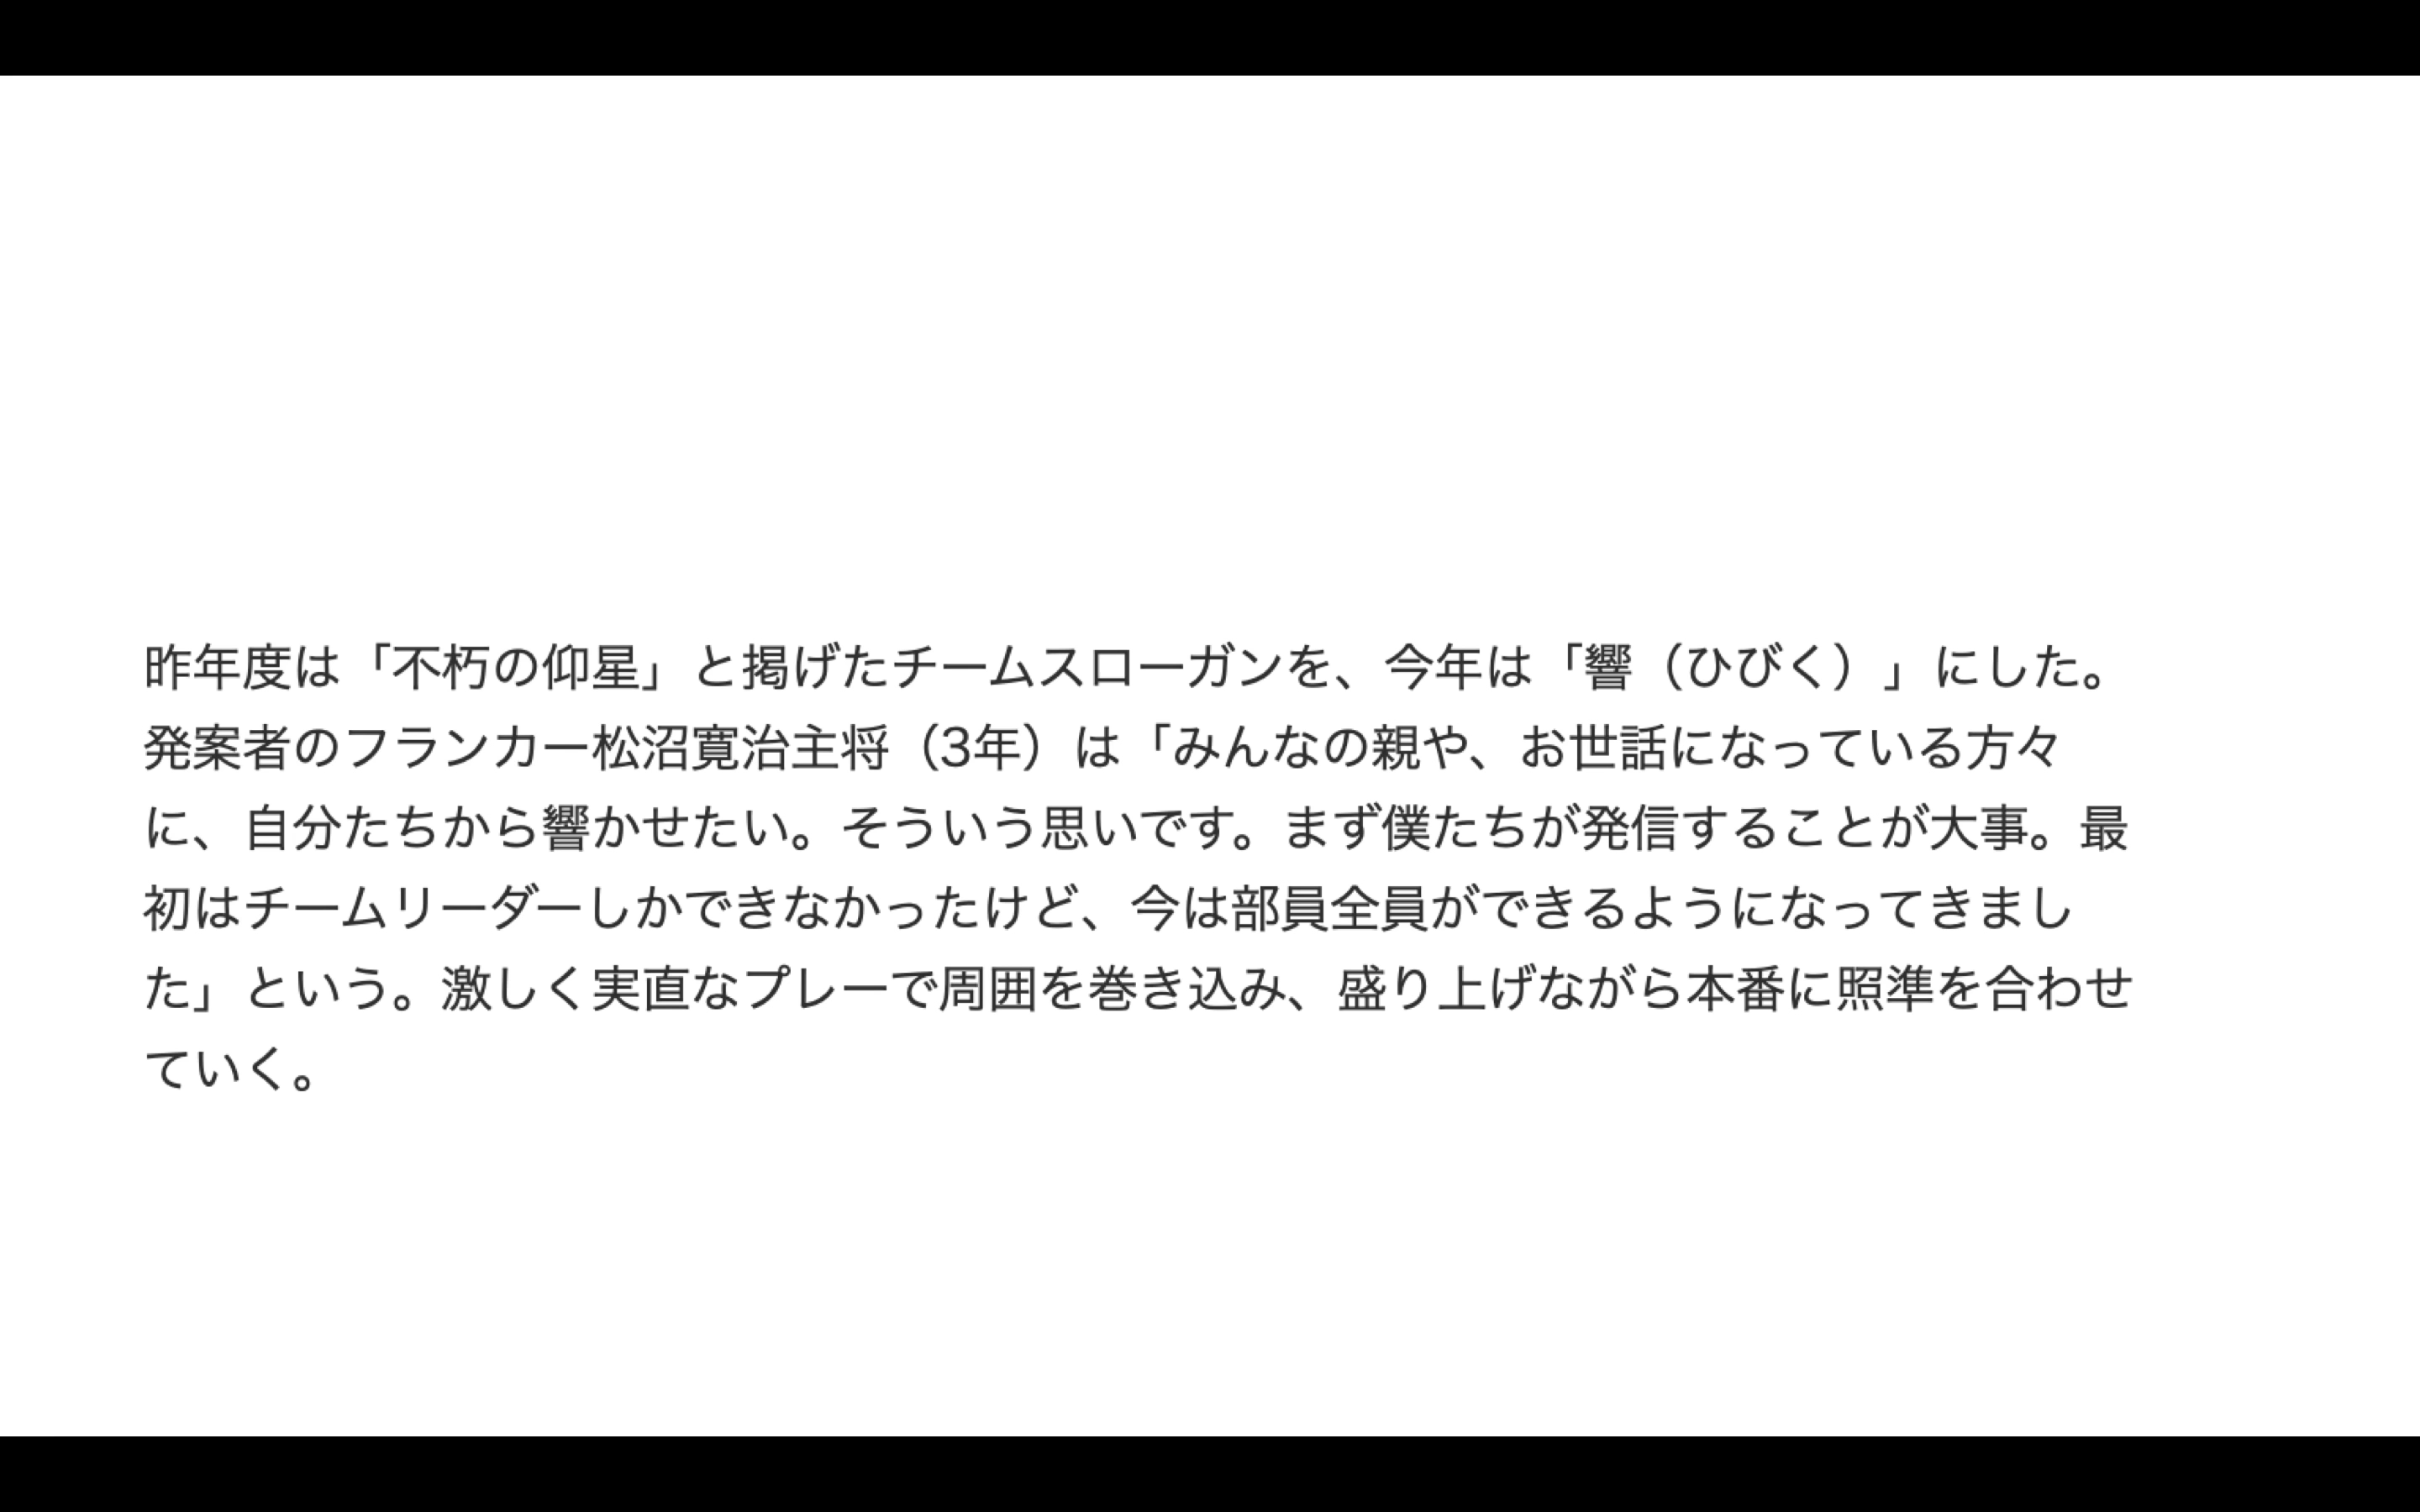 昨年度は「不朽の仰星」と掲げたチームスローガンを、今年は「響（ひびく）」にした。
発案者のフランカー松沼寛治主将（3年）は「みんなの親や、お世話になっている方々
に、自分たちから響かせたい。そういう思いです。まず僕たちが発信することが大事。最
初はチームリーダーしかできなかったけど、今は部員全員ができるようになってきまし
た」という。激しく実直なプレーで周囲を巻き込み、盛り上げながら本番に照準を合わせ
ていく。